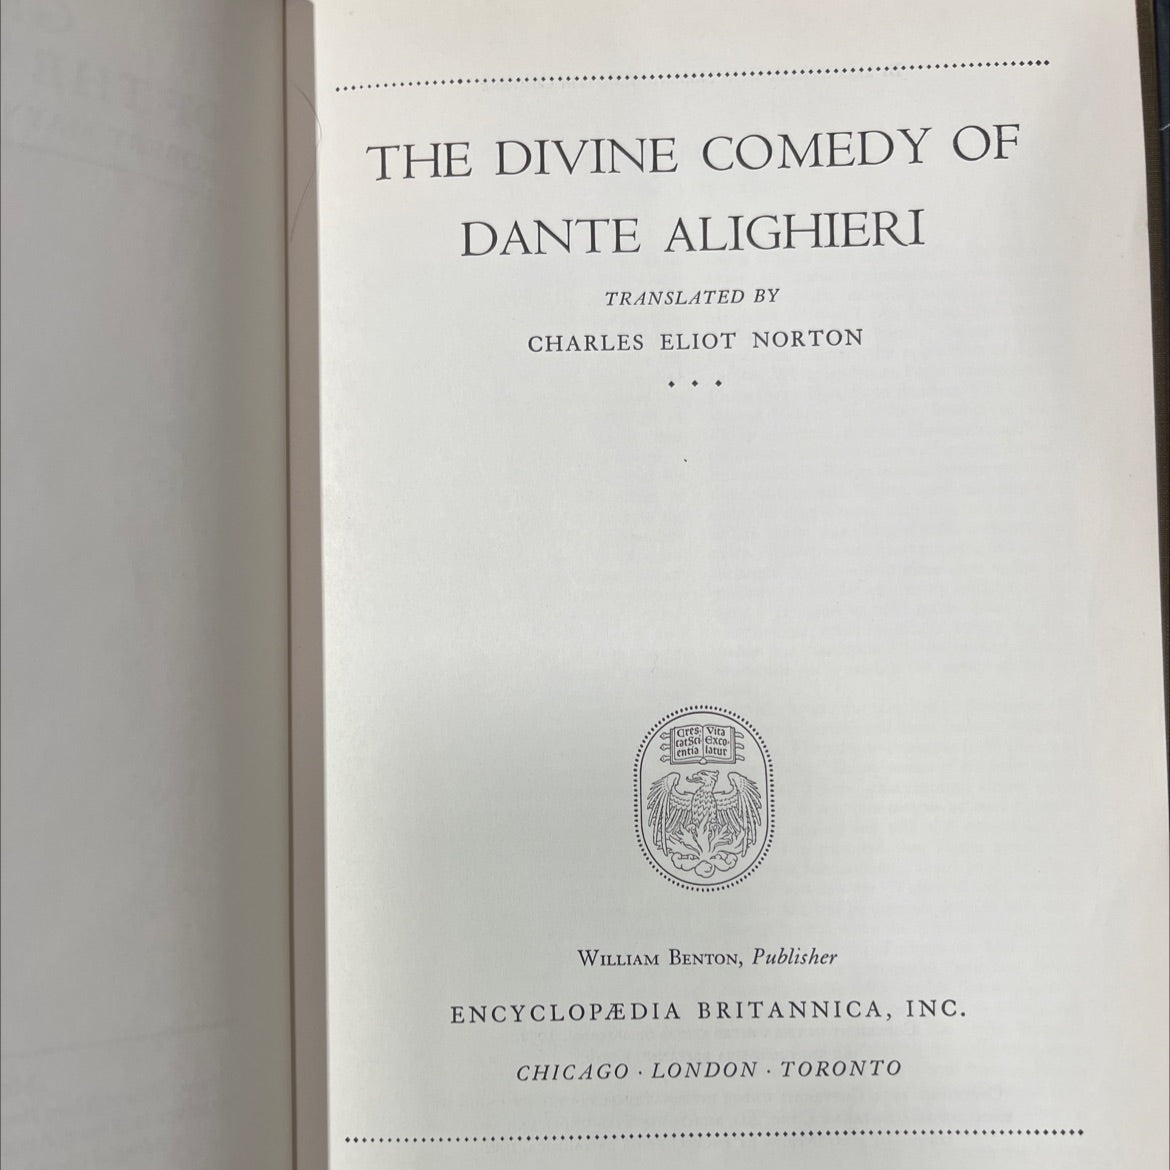 THE DIVINE COMEDY OF
DANTE ALIGHIERI
TRANSLATED BY
CHARLES ELIOT NORTON
Cres- Vita
cat Sci- Exco-
entia latur
WILLIAM BENTON, Publisher
ENCYCLOPÆDIA BRITANNICA, INC.
CHICAGO · LONDON · TORONTO